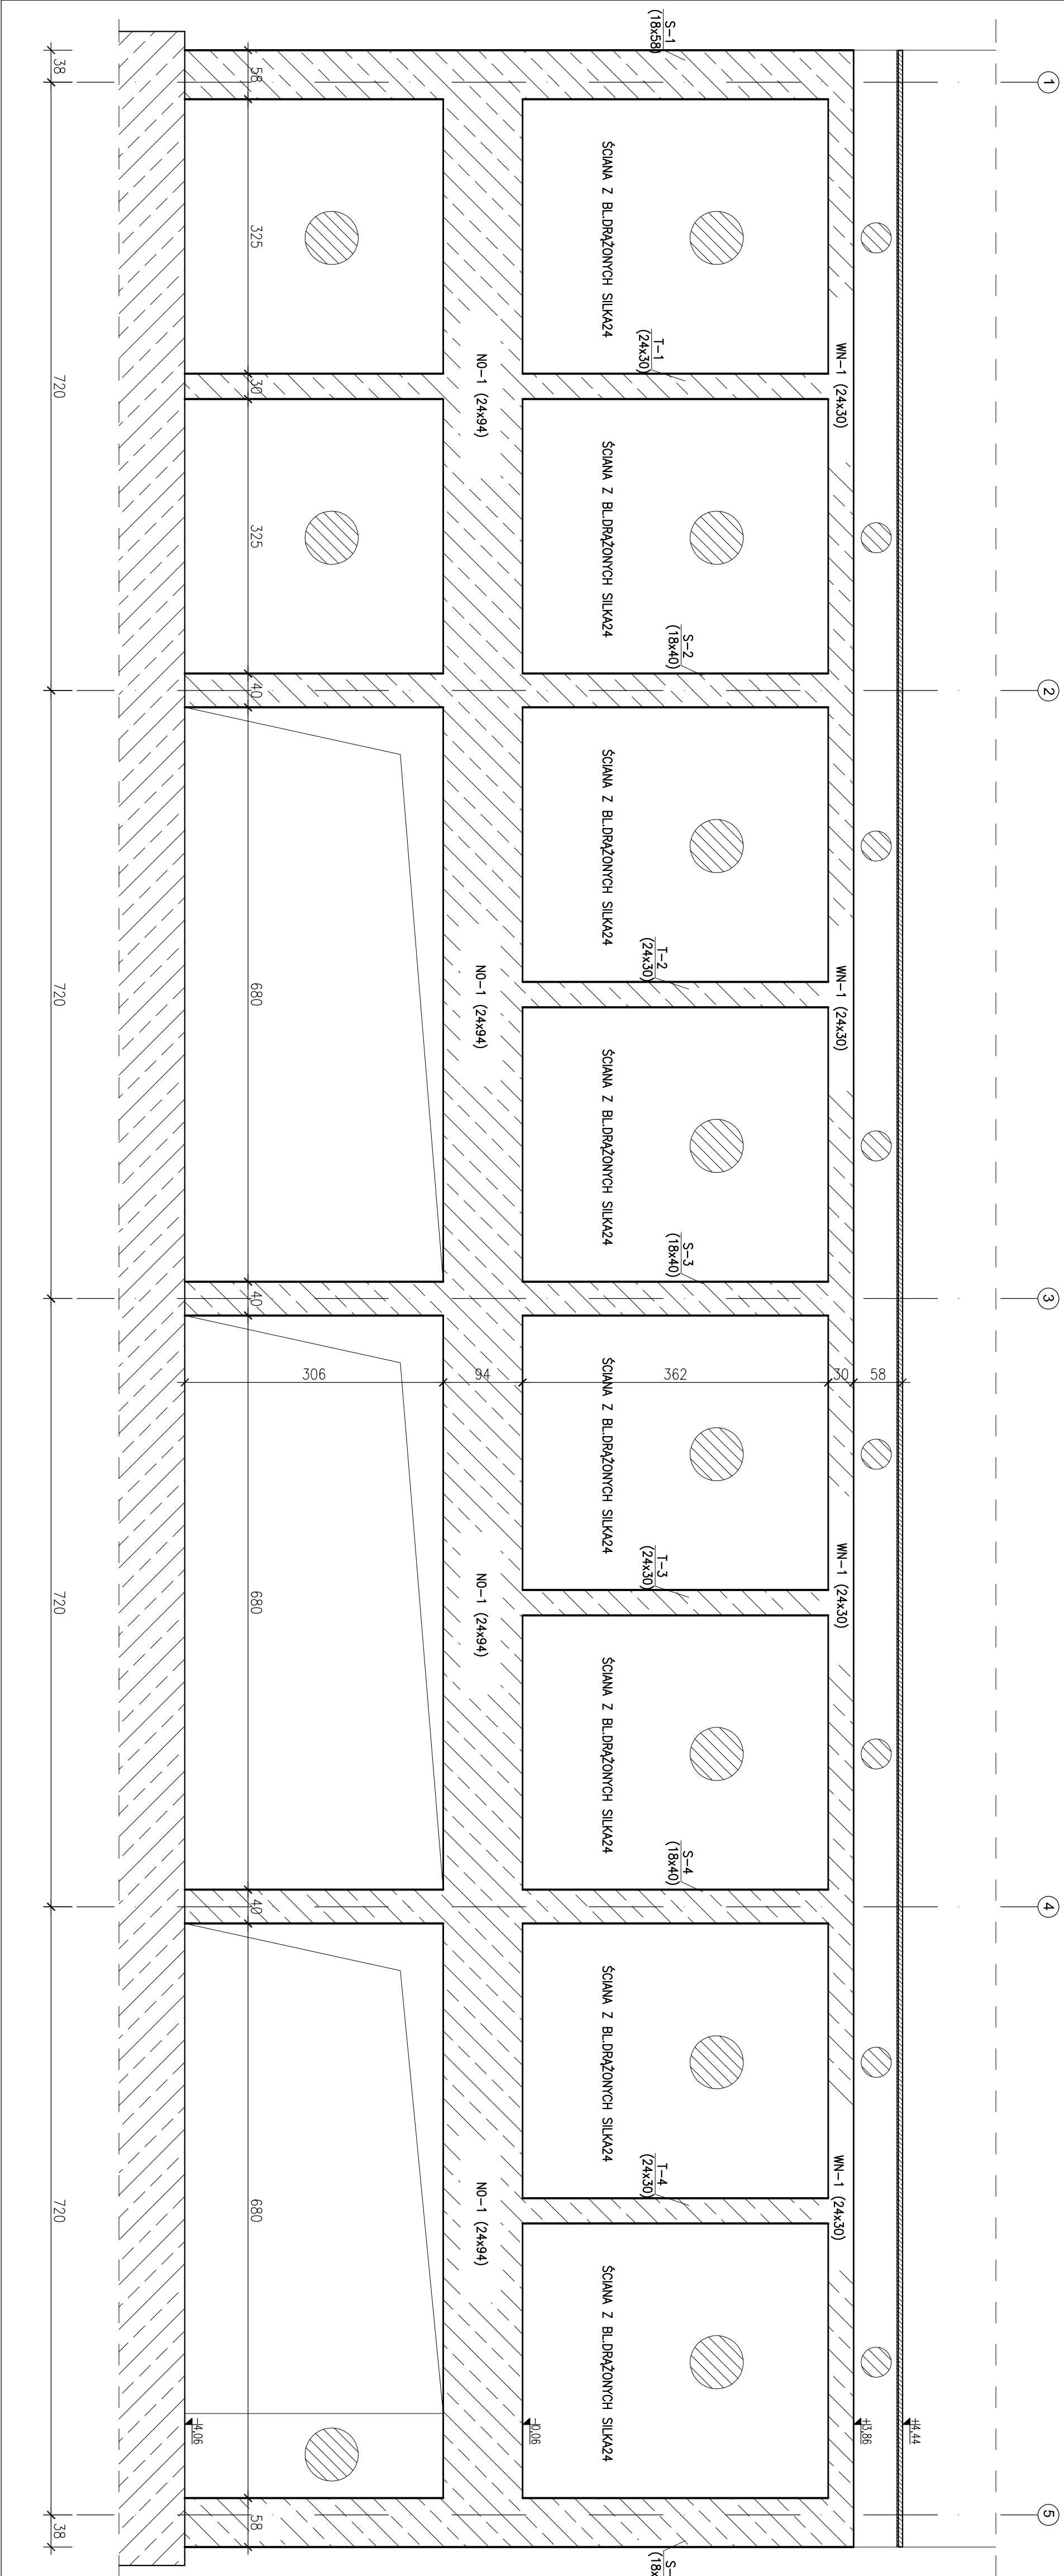 1
2
3
4
5
+4,44
+3,86
-0,06
-4,06
WN-1 (24x30)
WN-1 (24x30)
WN-1 (24x30)
WN-1 (24x30)
S-1
(18x58)
T-1
(24x30)
S-2
(18x40)
T-2
(24x30)
S-3
(18x40)
T-3
(24x30)
S-4
(18x40)
T-4
(24x30)
ŚCIANA Z BL.DRĄŻONYCH SILKA24
ŚCIANA Z BL.DRĄŻONYCH SILKA24
ŚCIANA Z BL.DRĄŻONYCH SILKA24
ŚCIANA Z BL.DRĄŻONYCH SILKA24
ŚCIANA Z BL.DRĄŻONYCH SILKA24
ŚCIANA Z BL.DRĄŻONYCH SILKA24
ŚCIANA Z BL.DRĄŻONYCH SILKA24
ŚCIANA Z BL.DRĄŻONYCH SILKA24
NO-1 (24x94)
NO-1 (24x94)
NO-1 (24x94)
NO-1 (24x94)
58
30
362
94
306
58
325
30
325
40
680
40
680
40
680
58
38
720
720
720
720
38